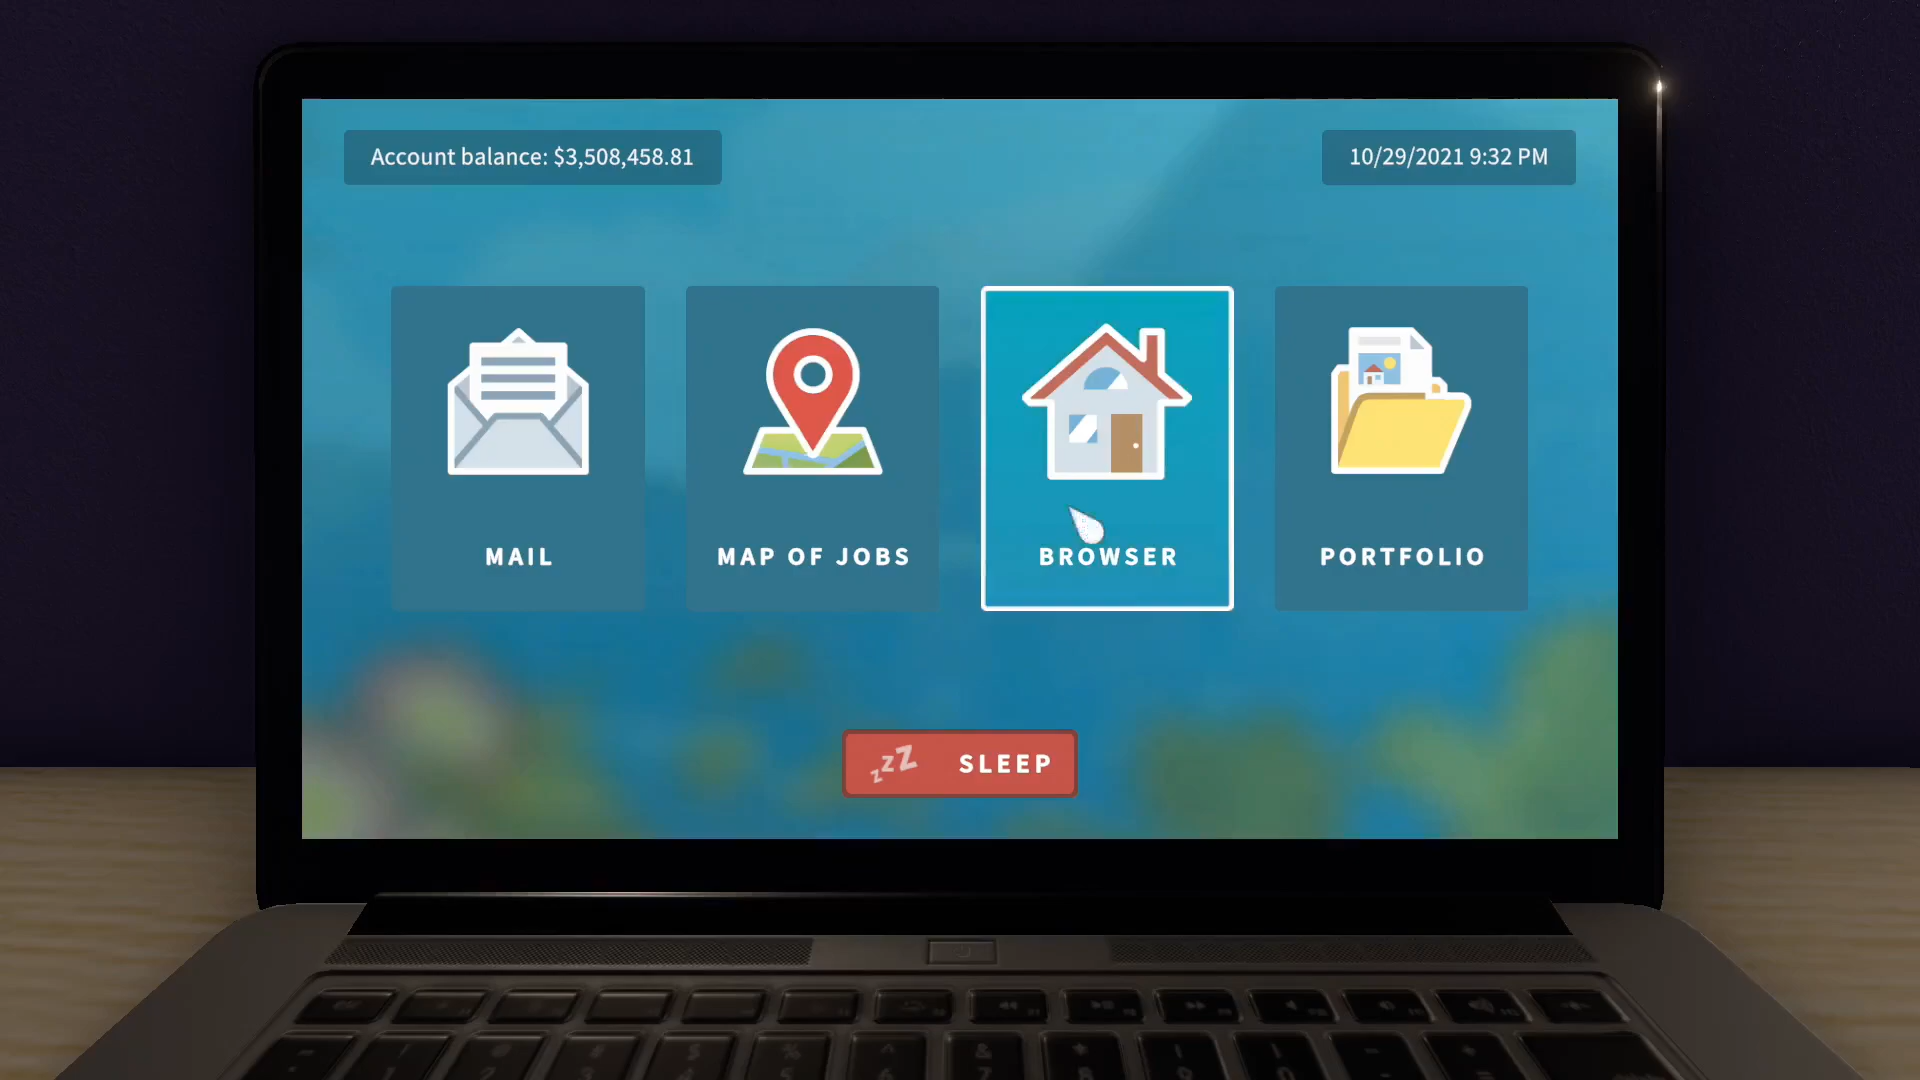 Account balance: $3,508,458.81
10/29/2021 9:32 PM
MAIL
MAP OF JOBS
BROWSER
PORTFOLIO
zzZ SLEEP